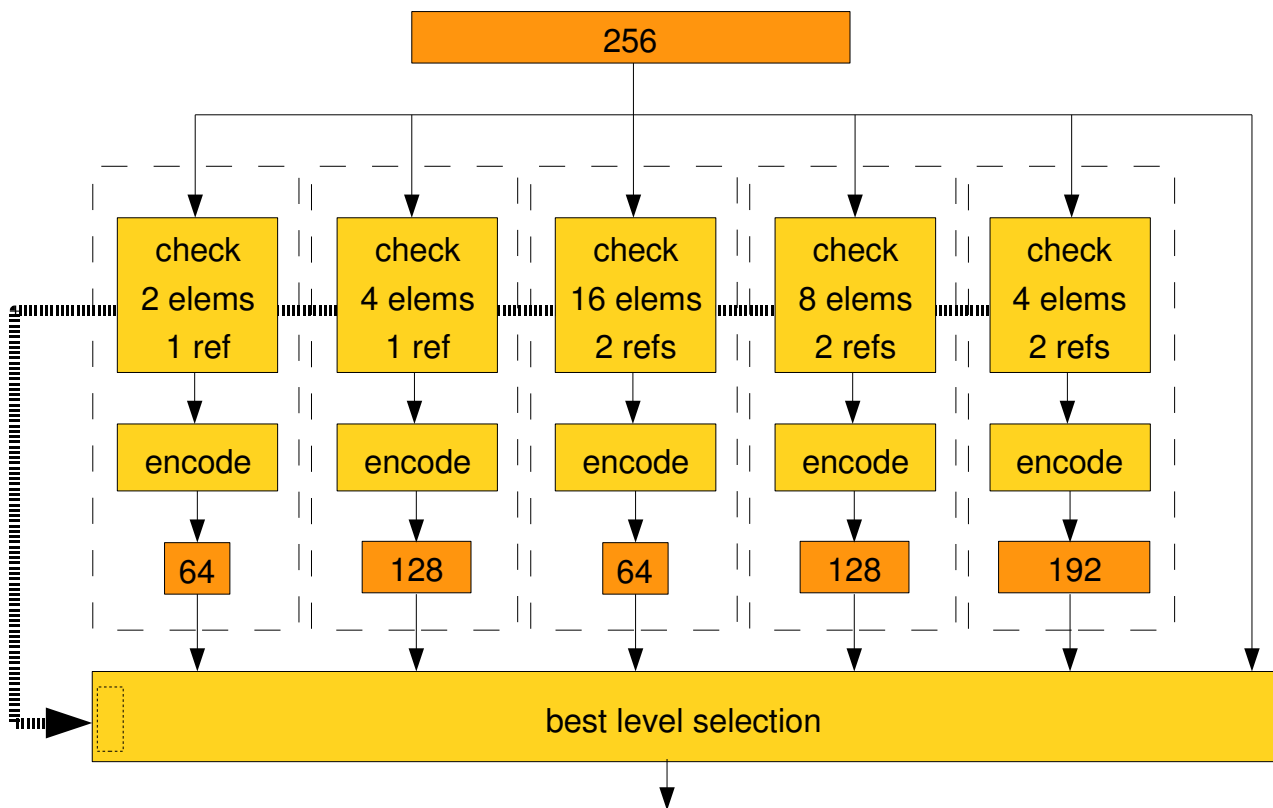 256
check
2 elems
1 ref
check
4 elems
1 ref
check
16 elems
2 refs
check
8 elems
2 refs
check
4 elems
2 refs
encode
encode
encode
encode
encode
64
128
64
128
192
best level selection